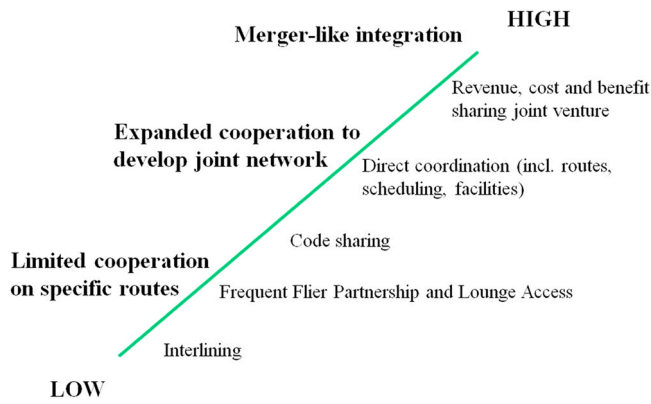 HIGH
Merger-like integration
Revenue, cost and benefit
sharing joint venture
Expanded cooperation to
develop joint network
Direct coordination (incl. routes,
scheduling, facilities)
Code sharing
Limited cooperation
on specific routes
Frequent Flier Partnership and Lounge Access
Interlining
LOW